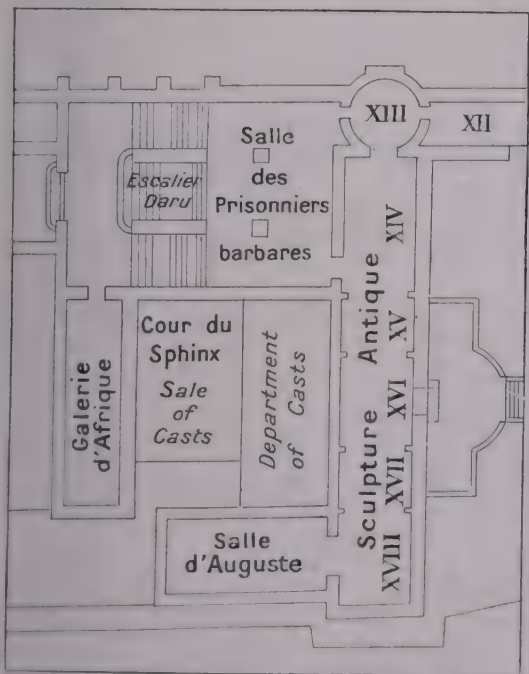 XIII
XII
Salle
des
Prisonniers
barbares
Escalier
Daru
XIV
XV
XVI
XVII
XVIII
Sculpture Antique
Cour du
Sphinx
Sale
of
Casts
Department
of Casts
Galerie
d'Afrique
Salle
d'Auguste